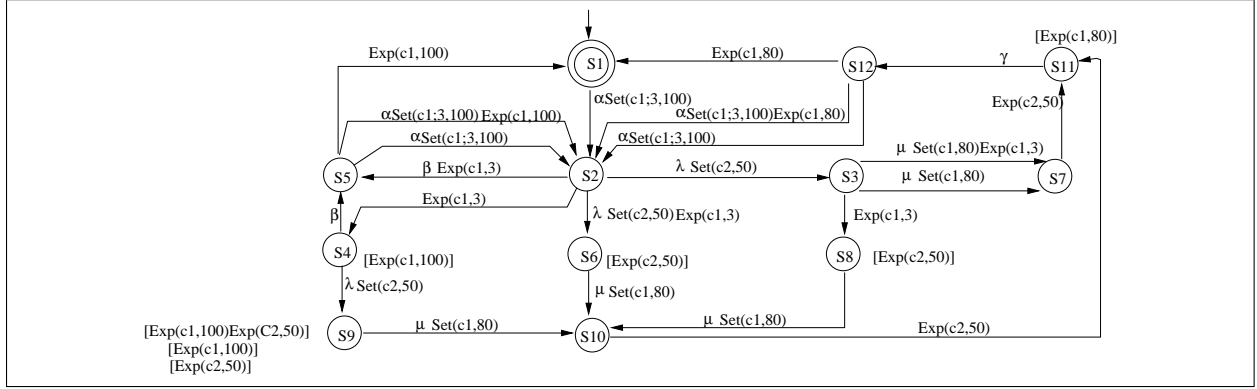 [Exp(c1,80)]
Exp(c1,100)
S1
Exp(c1,80)
S12
γ
S11
αSet(c1;3,100)
Exp(c2,50)
αSet(c1;3,100)Exp(c1,100)
αSet(c1;3,100)Exp(c1,80)
αSet(c1;3,100)
αSet(c1;3,100)
μ Set(c1,80)Exp(c1,3)
S5
β Exp(c1,3)
S2
λ Set(c2,50)
S3
μ Set(c1,80)
S7
Exp(c1,3)
β
λ Set(c2,50)Exp(c1,3)
Exp(c1,3)
S4
[Exp(c1,100)]
S6
[Exp(c2,50)]
S8
[Exp(c2,50)]
λ Set(c2,50)
μ Set(c1,80)
[Exp(c1,100)Exp(C2,50)]
S9
μ Set(c1,80)
S10
μ Set(c1,80)
Exp(c2,50)
[Exp(c1,100)]
[Exp(c2,50)]